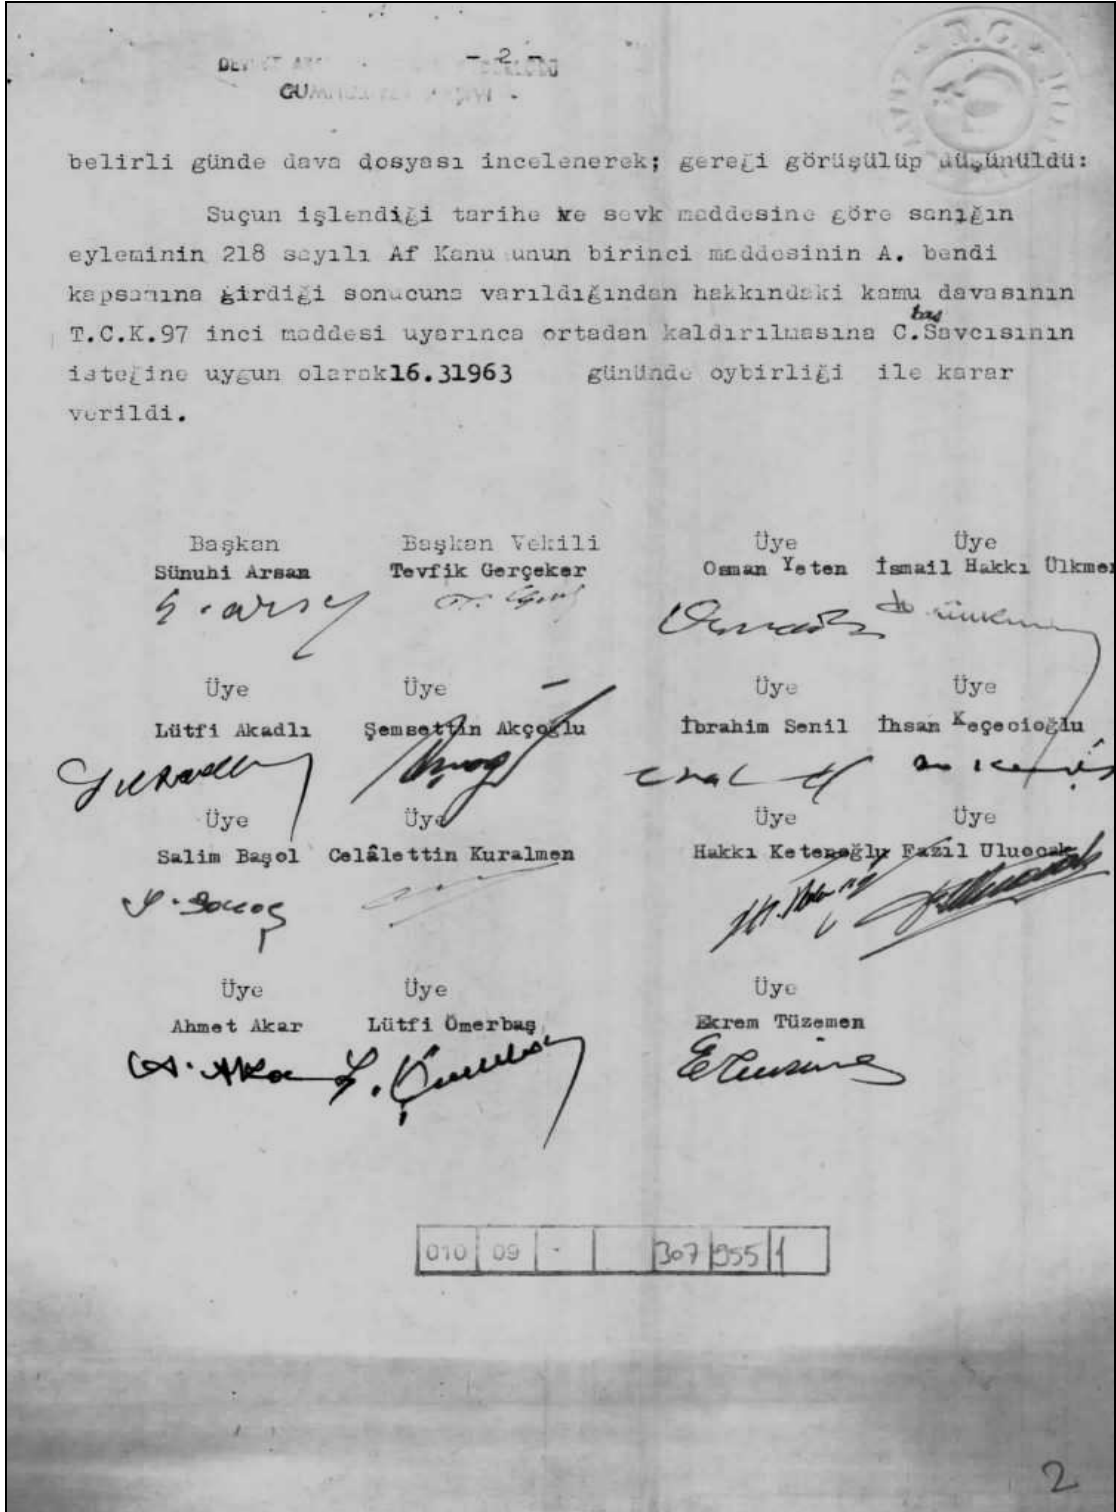 - 2 -
belirli günde dava dosyası incelenerek; gereği görüşülüp düşünüldü:
Suçun işlendiği tarihe ve sevk maddesine göre sanığın
eyleminin 218 sayılı Af Kanu unun birinci maddesinin A. bendi
kapsamına girdiği sonucuna varıldığından hakkındaki kamu davasının
baş
T.C.K.97 inci maddesi uyarınca ortadan kaldırılmasına C.Savcısının
isteğine uygun olarak16.31963 gününde oybirliği ile karar
verildi.
Başkan Başkan Vekili Üye Üye
Sünuhi Arsan Tevfik Gerçeker Osman Yeten İsmail Hakkı Ülkmen
Üye Üye Üye Üye
Lütfi Akadlı Şemsettin Akçoğlu İbrahim Senil İhsan Keçecioğlu
Üye Üye Üye Üye
Salim Başol Celâlettin Kuralmen Hakkı Ketenoğlu Fazıl Uluocak
Üye Üye Üye
Ahmet Akar Lütfi Ömerbaş Ekrem Tüzemen
010 09 - 307 955 1
2